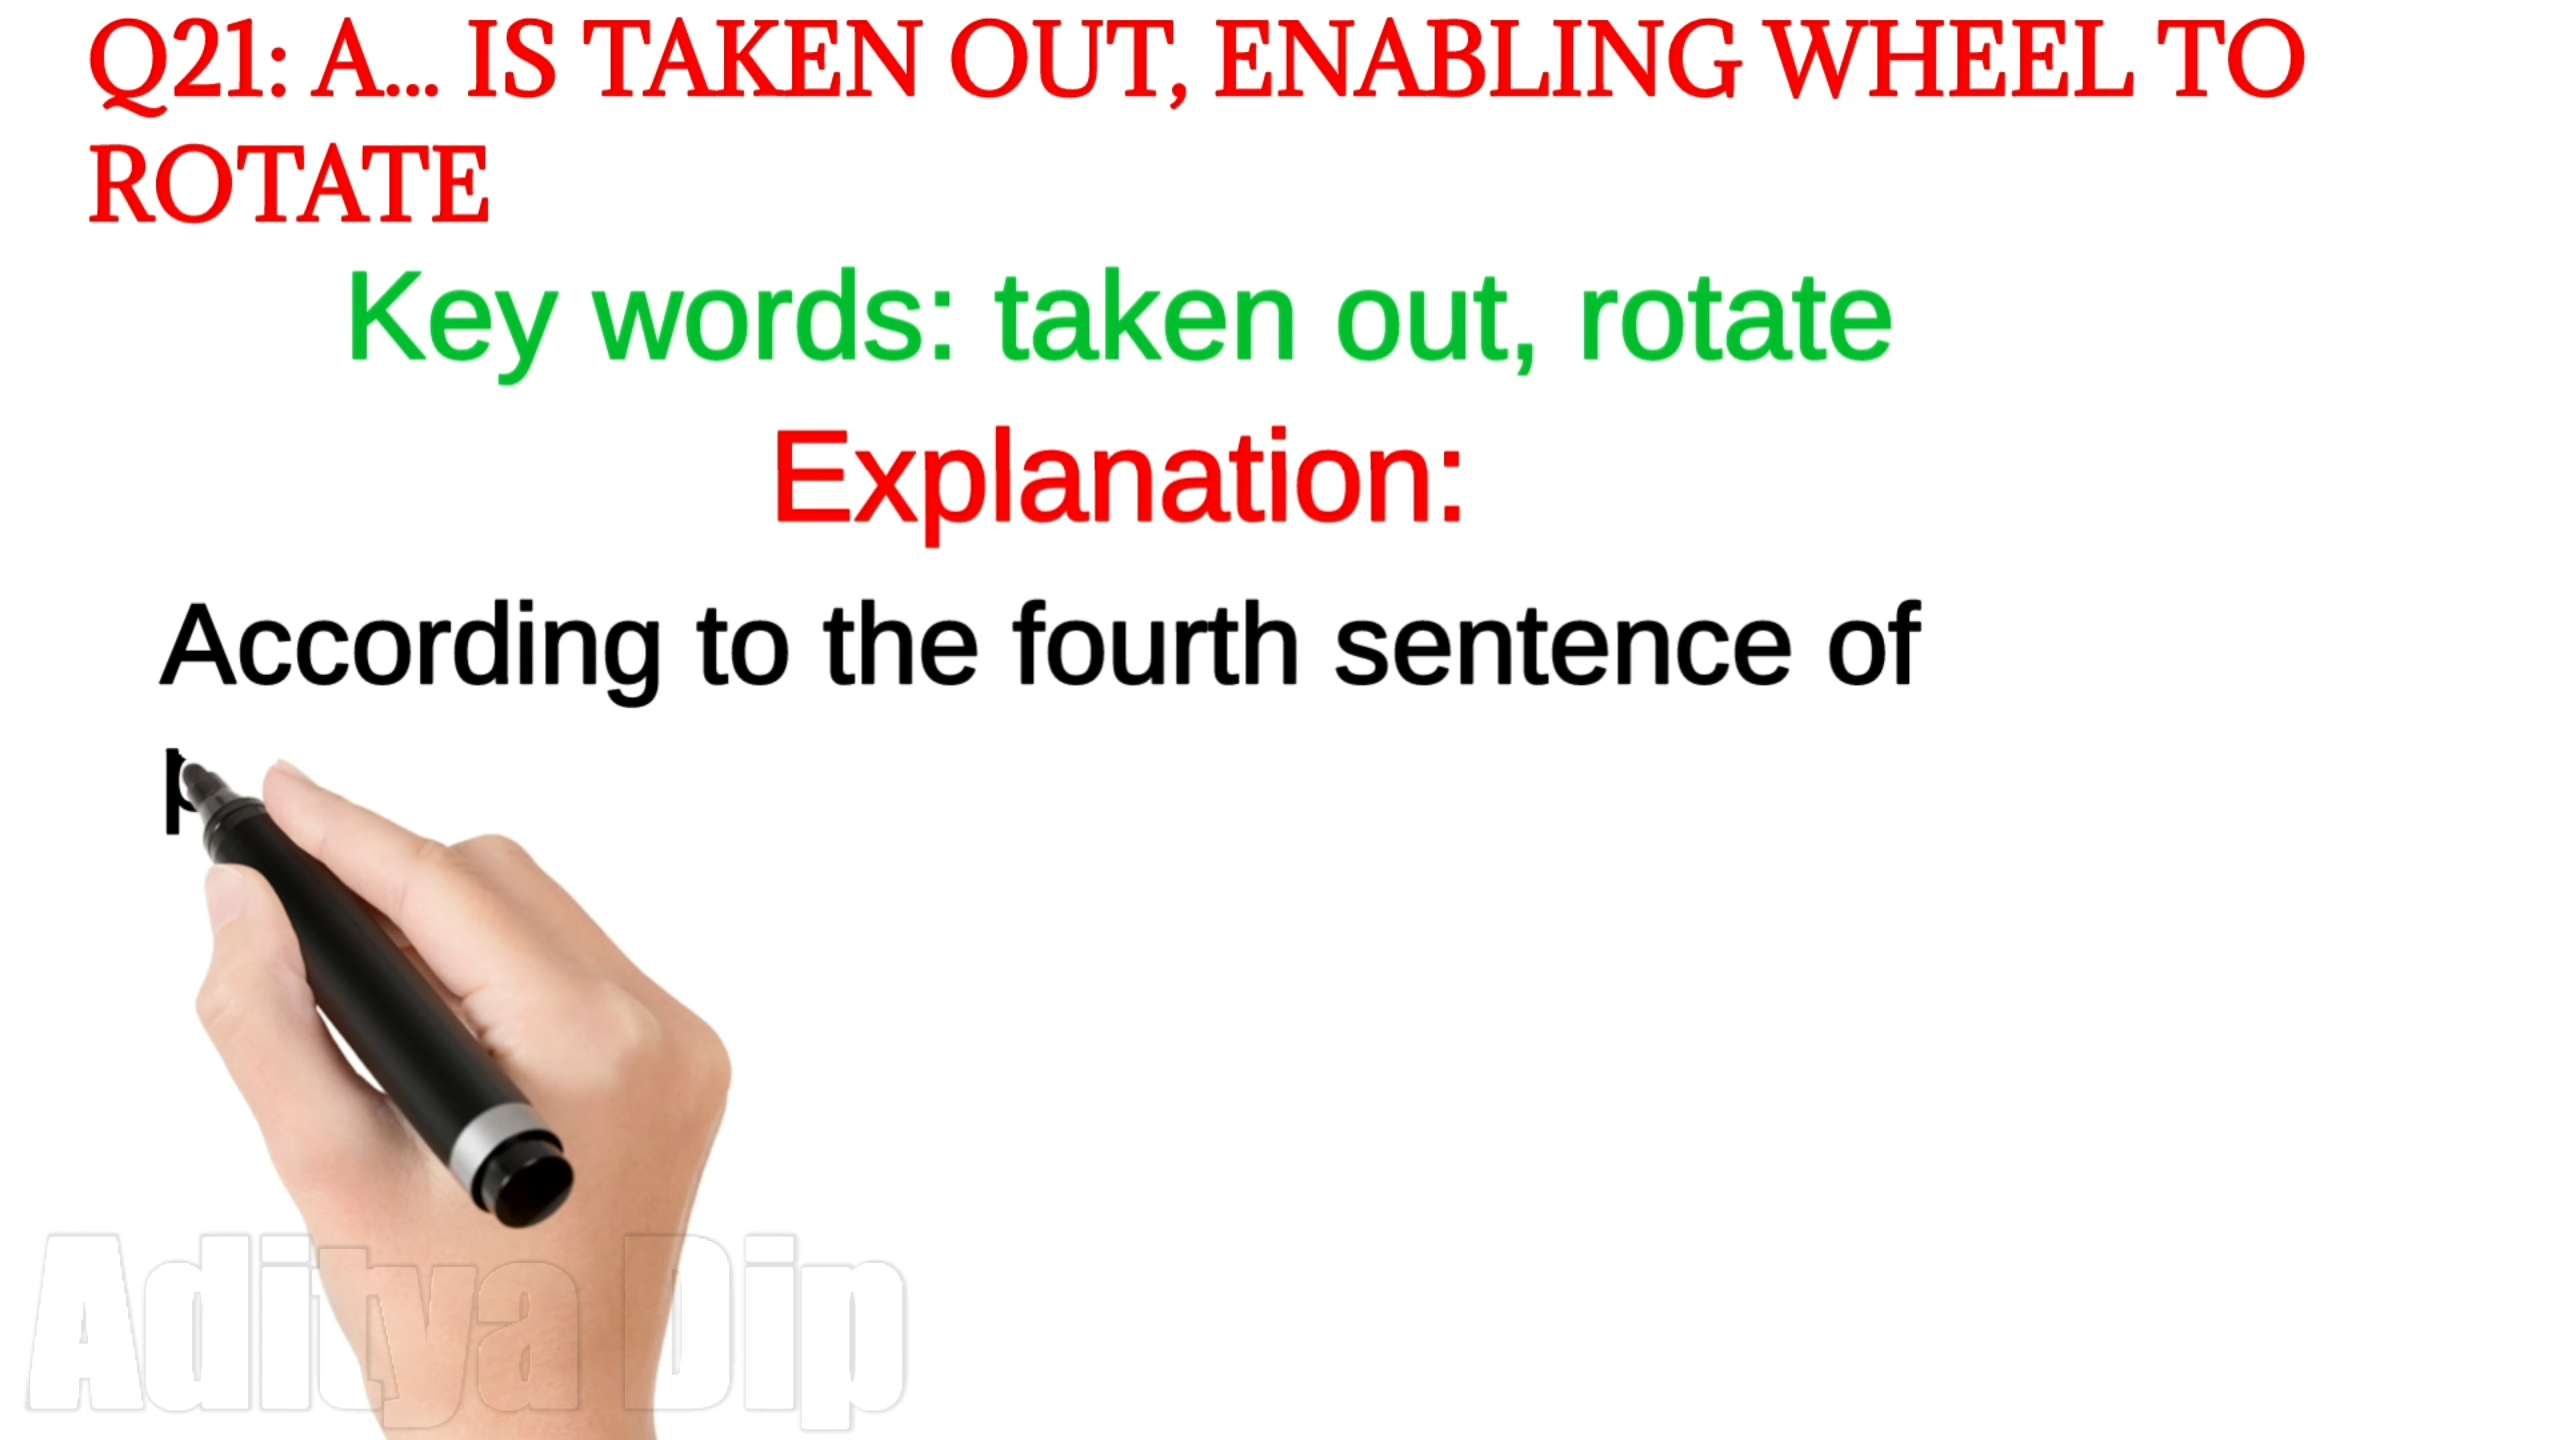 Q21: A... IS TAKEN OUT, ENABLING WHEEL TO
ROTATE
Key words: taken out, rotate
Explanation:
According to the fourth sentence of
p
Aditya Dip